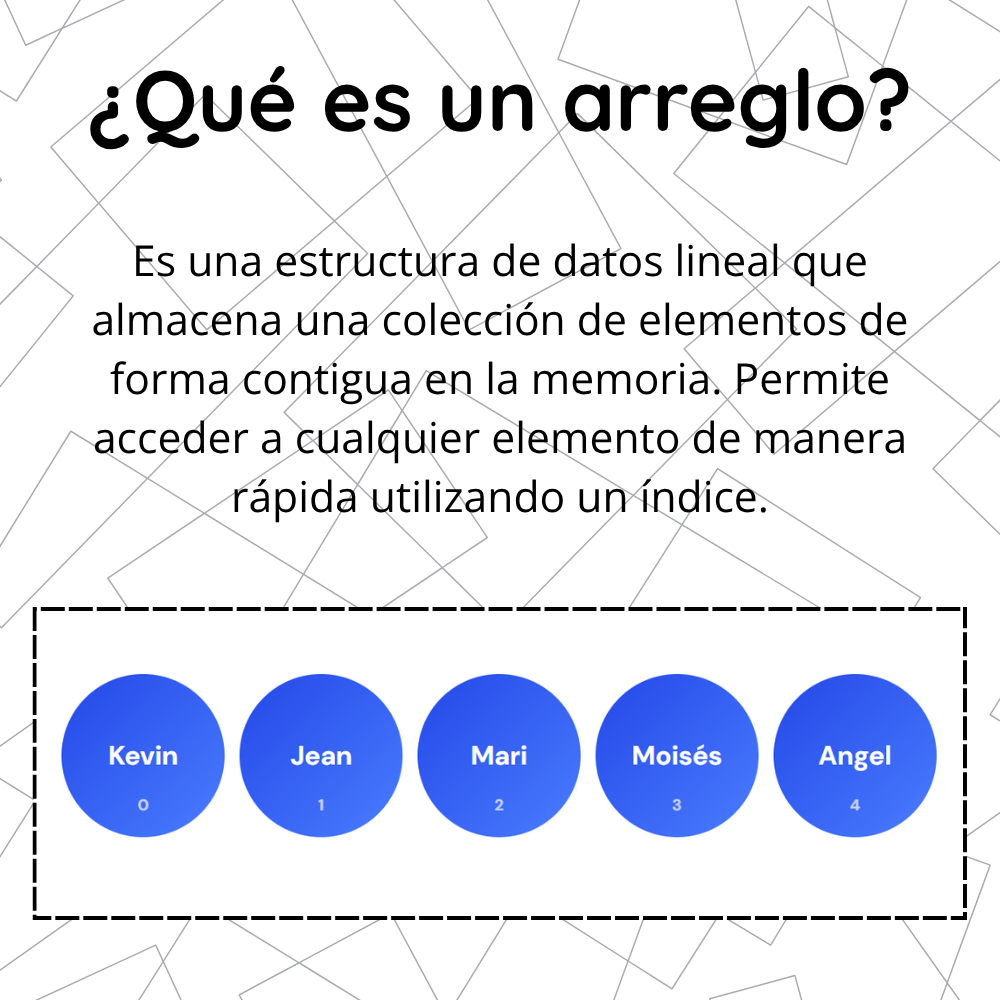 ¿Qué es un arreglo?
Es una estructura de datos lineal que
almacena una colección de elementos de
forma contigua en la memoria. Permite
acceder a cualquier elemento de manera
rápida utilizando un índice.
Kevin Jean Mari Moisés Angel
0 1 2 3 4